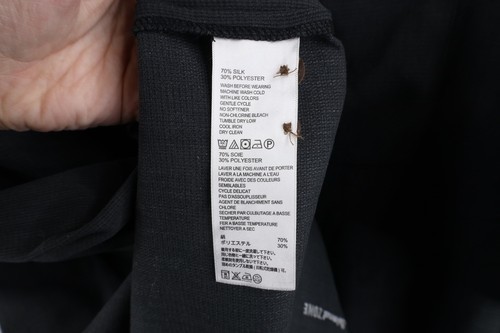 70% SILK
30% POLYESTER
WASH BEFORE WEARING
MACHINE WASH COLD
WITH LIKE COLORS
GENTLE CYCLE
NO SOFTENER
NON-CHLORINE BLEACH
TUMBLE DRY LOW
COOL IRON
DRY CLEAN
70% SOIE
30% POLYESTER
LAVER UNE FOIS AVANT DE PORTER
LAVER A LA MACHINE A L'EAU
FROIDE AVEC DES COULEURS
SEMBLABLES
CYCLE DELICAT
PAS D'ASSOUPLISSEUR
AGENT DE BLANCHIMENT SANS
CHLORE
SECHER PAR CULBUTAGE A BASSE
TEMPERATURE
FER A BASSE TEMPERATURE
NETTOYER A SEC
絹 70%
ポリエステル 30%
ZONE